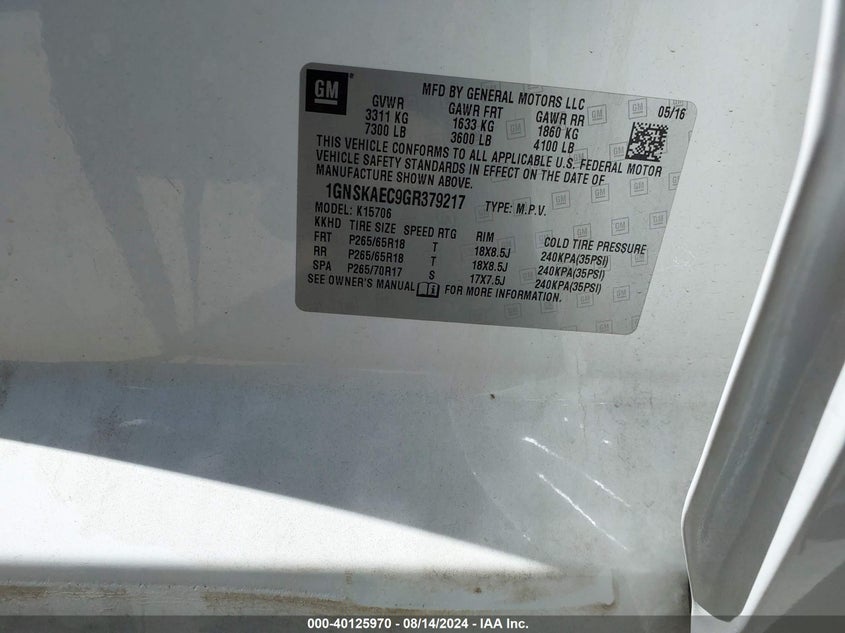 GM
MFD BY GENERAL MOTORS LLC
05/16
GVWR GAWR FRT GAWR RR
3311 KG 1633 KG 1860 KG
7300 LB 3600 LB 4100 LB
THIS VEHICLE CONFORMS TO ALL APPLICABLE U.S. FEDERAL MOTOR
VEHICLE SAFETY STANDARDS IN EFFECT ON THE DATE OF
MANUFACTURE SHOWN ABOVE.
1GNSKAEC9GR379217 TYPE: M.P.V.
MODEL: K15706
KKHD TIRE SIZE SPEED RTG RIM COLD TIRE PRESSURE
FRT P265/65R18 T 18X8.5J 240KPA(35PSI)
RR P265/65R18 T 18X8.5J 240KPA(35PSI)
SPA P265/70R17 S 17X7.5J 240KPA(35PSI)
SEE OWNER'S MANUAL FOR MORE INFORMATION.
000-40125970 - 08/14/2024 - IAA Inc.